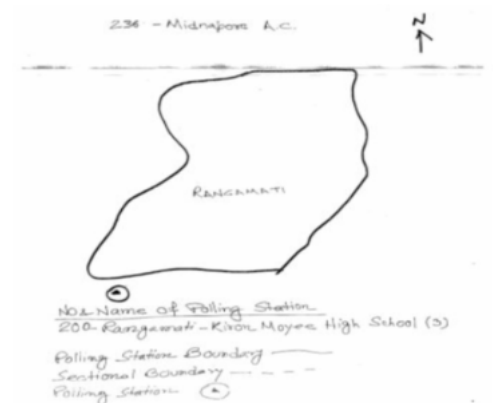 236 - Midnapore A.C.
N
RANGAMATI
No & Name of Polling Station
200 - Rangamati - Kiron Moyee High School (3)
Polling Station Boundary
Sectional Boundary
Polling Station